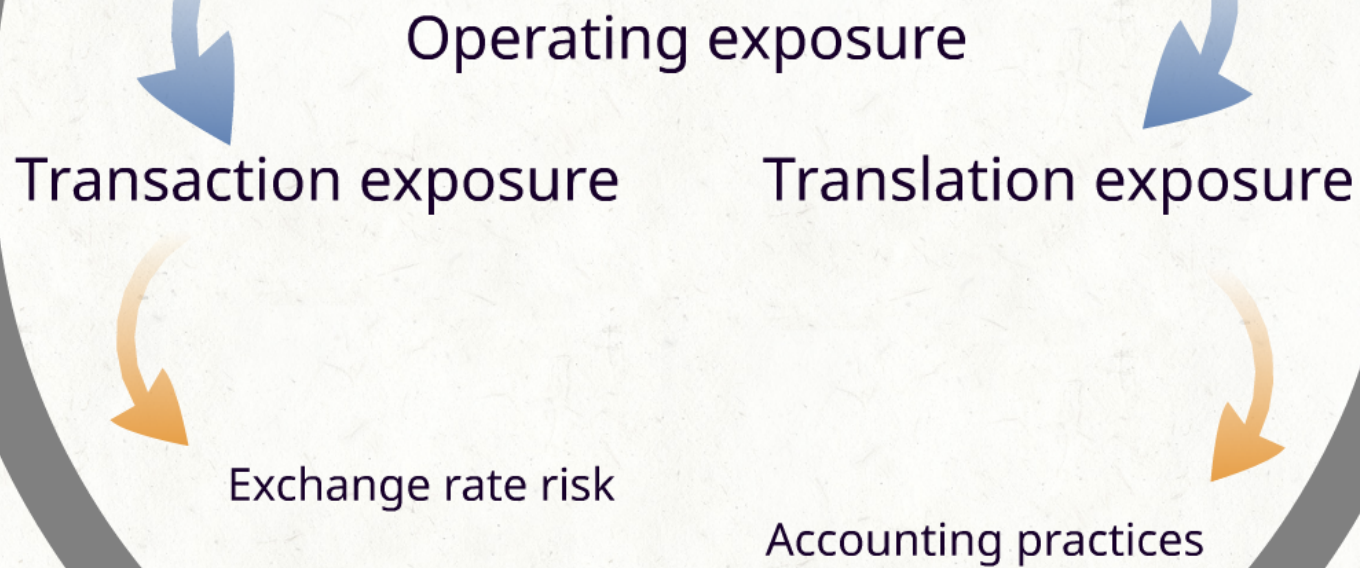 Operating exposure
Transaction exposure
Translation exposure
Exchange rate risk
Accounting practices